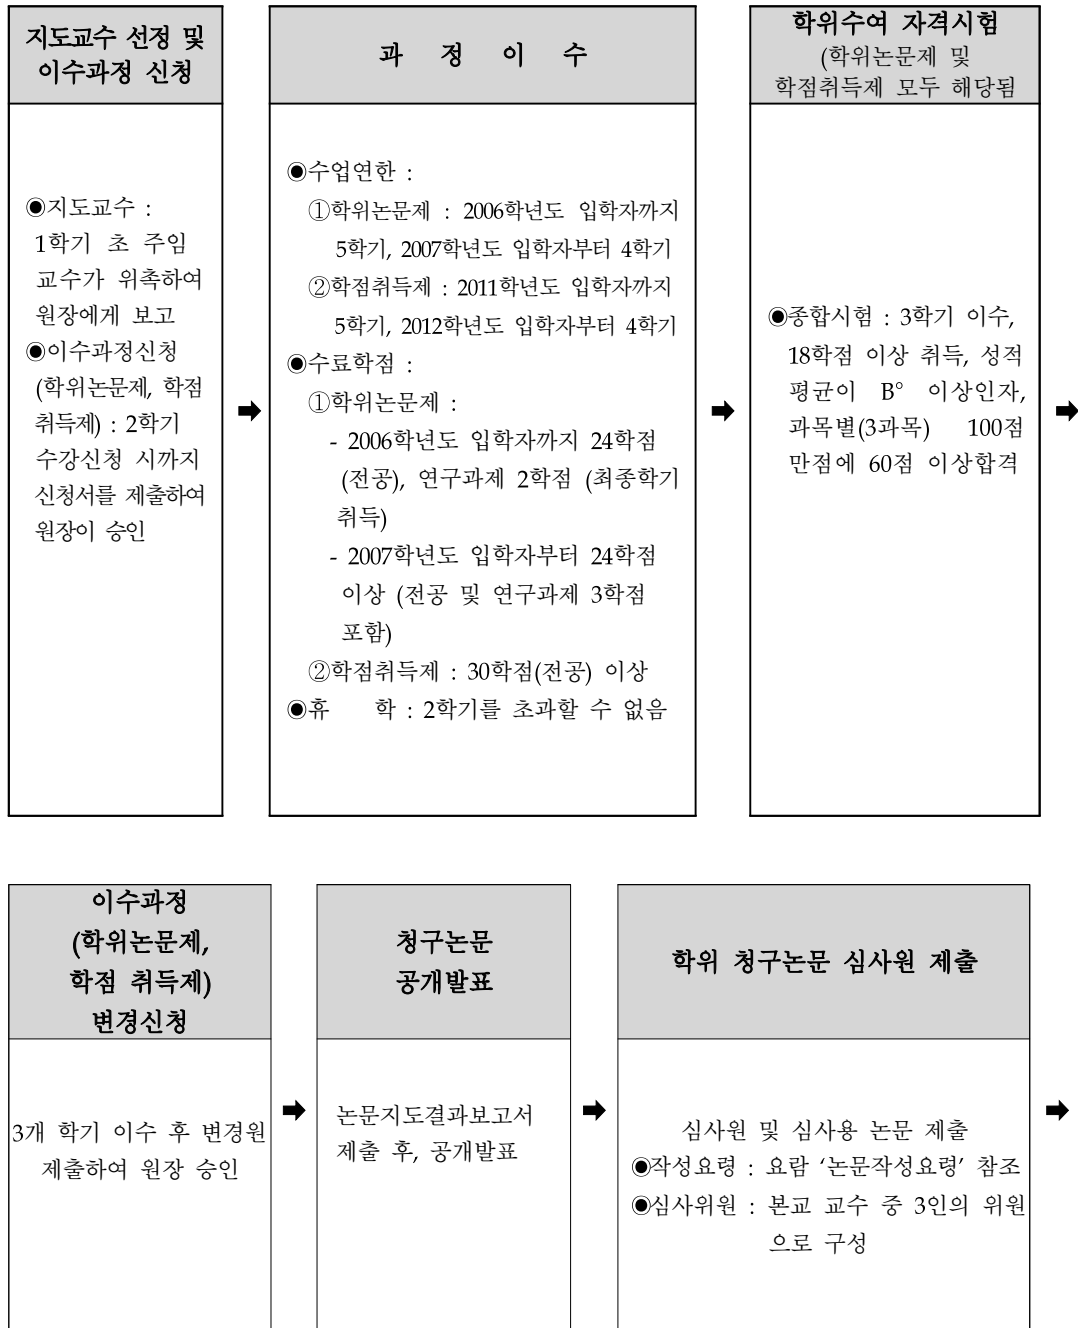 지도교수 선정 및
이수과정 신청
◉지도교수 :
1학기 초 주임
교수가 위촉하여
원장에게 보고
◉이수과정신청
(학위논문제, 학점
취득제) : 2학기
수강신청 시까지
신청서를 제출하여
원장이 승인
➡
과 정 이 수
◉수업연한 :
①학위논문제 : 2006학년도 입학자까지
5학기, 2007학년도 입학자부터 4학기
②학점취득제 : 2011학년도 입학자까지
5학기, 2012학년도 입학자부터 4학기
◉수료학점 :
①학위논문제 :
- 2006학년도 입학자까지 24학점
(전공), 연구과제 2학점 (최종학기
취득)
- 2007학년도 입학자부터 24학점
이상 (전공 및 연구과제 3학점
포함)
②학점취득제 : 30학점(전공) 이상
◉휴 학 : 2학기를 초과할 수 없음
➡
학위수여 자격시험
(학위논문제 및
학점취득제 모두 해당됨
◉종합시험 : 3학기 이수,
18학점 이상 취득, 성적
평균이 B° 이상인자,
과목별(3과목) 100점
만점에 60점 이상합격
➡
이수과정
(학위논문제,
학점 취득제)
변경신청
3개 학기 이수 후 변경원
제출하여 원장 승인
➡
청구논문
공개발표
논문지도결과보고서
제출 후, 공개발표
➡
학위 청구논문 심사원 제출
심사원 및 심사용 논문 제출
◉작성요령 : 요람 ‘논문작성요령’ 참조
◉심사위원 : 본교 교수 중 3인의 위원
으로 구성
➡